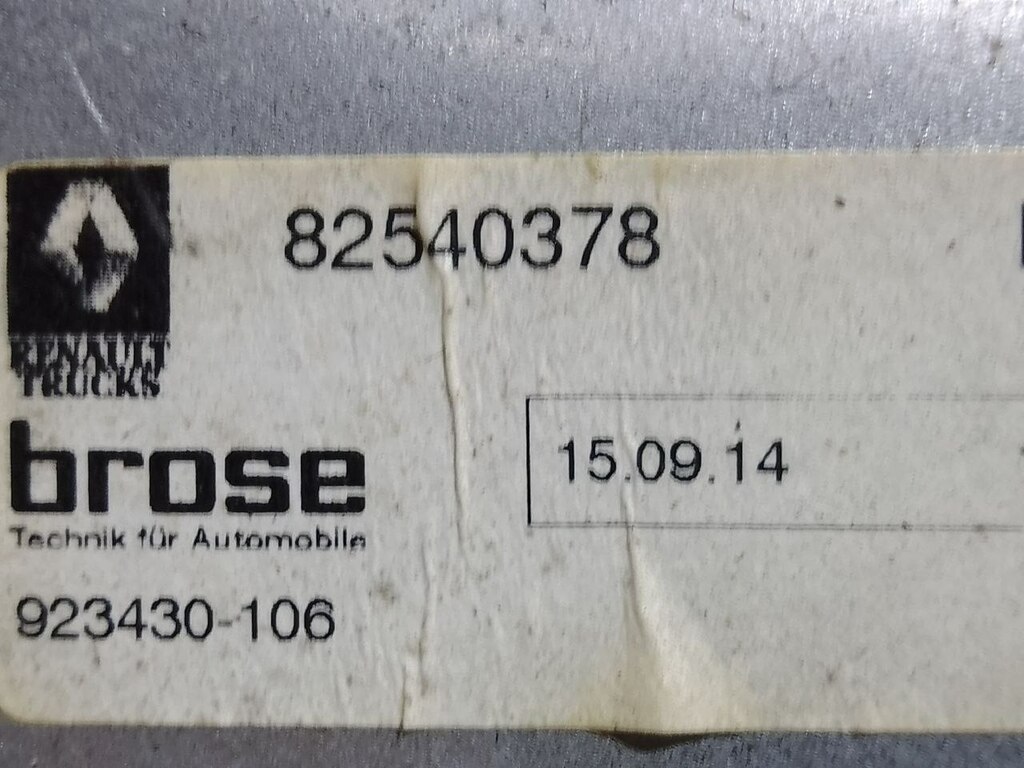 82540378
RENAULT
TRUCKS
brose
15.09.14
Technik für Automobile
923430-106